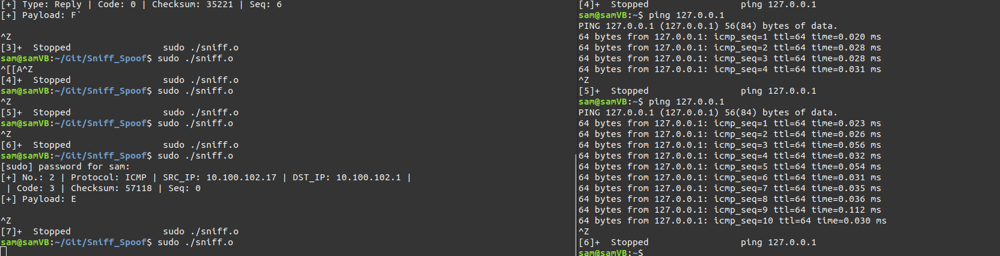 [+] Type: Reply | Code: 0 | Checksum: 35221 | Seq: 6
[+] Payload: F`
^Z
[3]+  Stopped                 sudo ./sniff.o
sam@samVB:~/Git/Sniff_Spoof$ sudo ./sniff.o
^[[A^Z
[4]+  Stopped                 sudo ./sniff.o
sam@samVB:~/Git/Sniff_Spoof$ sudo ./sniff.o
^Z
[5]+  Stopped                 sudo ./sniff.o
sam@samVB:~/Git/Sniff_Spoof$ sudo ./sniff.o
^Z
[6]+  Stopped                 sudo ./sniff.o
sam@samVB:~/Git/Sniff_Spoof$ sudo ./sniff.o
[sudo] password for sam:
[+] No.: 2 | Protocol: ICMP | SRC_IP: 10.100.102.17 | DST_IP: 10.100.102.1 |
 | Code: 3 | Checksum: 57118 | Seq: 0
[+] Payload: E
^Z
[7]+  Stopped                 sudo ./sniff.o
sam@samVB:~/Git/Sniff_Spoof$ sudo ./sniff.o
[4]+  Stopped                 ping 127.0.0.1
sam@samVB:~$ ping 127.0.0.1
PING 127.0.0.1 (127.0.0.1) 56(84) bytes of data.
64 bytes from 127.0.0.1: icmp_seq=1 ttl=64 time=0.020 ms
64 bytes from 127.0.0.1: icmp_seq=2 ttl=64 time=0.028 ms
64 bytes from 127.0.0.1: icmp_seq=3 ttl=64 time=0.028 ms
64 bytes from 127.0.0.1: icmp_seq=4 ttl=64 time=0.031 ms
^Z
[5]+  Stopped                 ping 127.0.0.1
sam@samVB:~$ ping 127.0.0.1
PING 127.0.0.1 (127.0.0.1) 56(84) bytes of data.
64 bytes from 127.0.0.1: icmp_seq=1 ttl=64 time=0.023 ms
64 bytes from 127.0.0.1: icmp_seq=2 ttl=64 time=0.026 ms
64 bytes from 127.0.0.1: icmp_seq=3 ttl=64 time=0.056 ms
64 bytes from 127.0.0.1: icmp_seq=4 ttl=64 time=0.032 ms
64 bytes from 127.0.0.1: icmp_seq=5 ttl=64 time=0.054 ms
64 bytes from 127.0.0.1: icmp_seq=6 ttl=64 time=0.031 ms
64 bytes from 127.0.0.1: icmp_seq=7 ttl=64 time=0.035 ms
64 bytes from 127.0.0.1: icmp_seq=8 ttl=64 time=0.036 ms
64 bytes from 127.0.0.1: icmp_seq=9 ttl=64 time=0.112 ms
64 bytes from 127.0.0.1: icmp_seq=10 ttl=64 time=0.030 ms
^Z
[6]+  Stopped                 ping 127.0.0.1
sam@samVB:~$